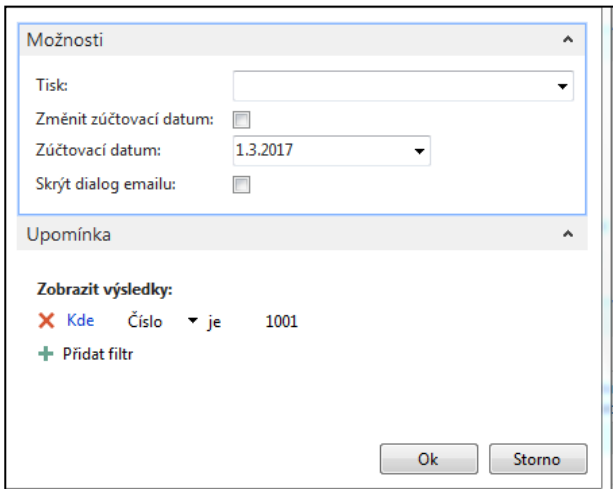 Možnosti
Tisk:
Změnit zúčtovací datum:
Zúčtovací datum: 1.3.2017
Skrýt dialog emailu:
Upomínka
Zobrazit výsledky:
Kde Číslo je 1001
Přidat filtr
Ok Storno